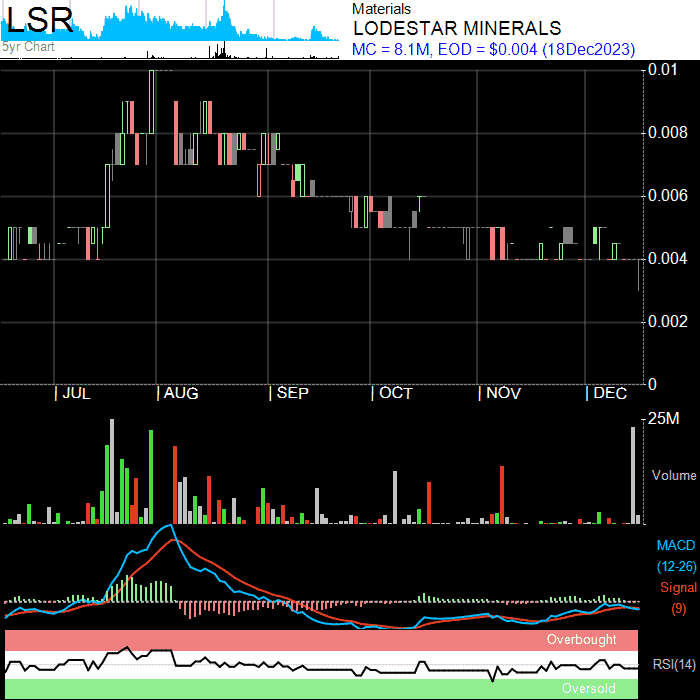 LSR
5yr Chart
Materials
LODESTAR MINERALS
MC = 8.1M, EOD = $0.004 (18Dec2023)
0.01
0.008
0.006
0.004
0.002
0
JUL
AUG
SEP
OCT
NOV
DEC
25M
Volume
MACD
(12-26)
Signal
(9)
Overbought
RSI(14)
Oversold